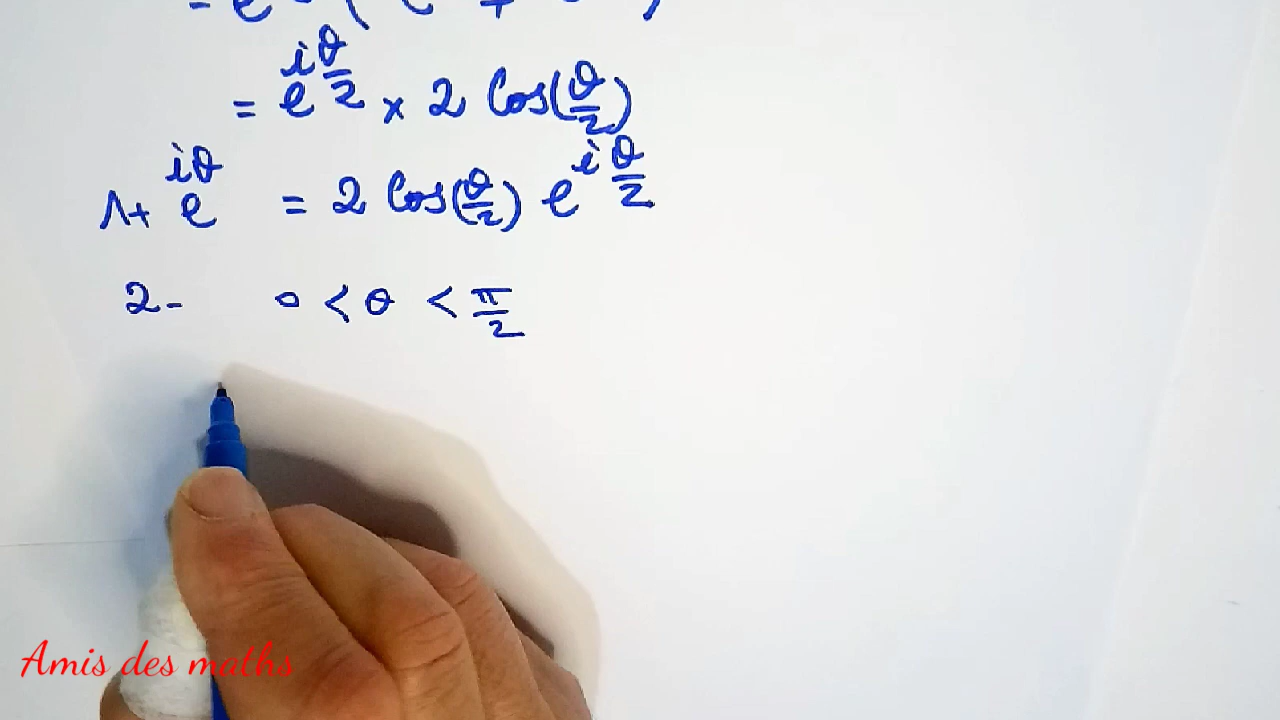 = e^{iθ/2} × 2 cos(θ/2)
1 + e^{iθ} = 2 cos(θ/2) e^{iθ/2}
2- 0 < θ < π/2
Amis des maths